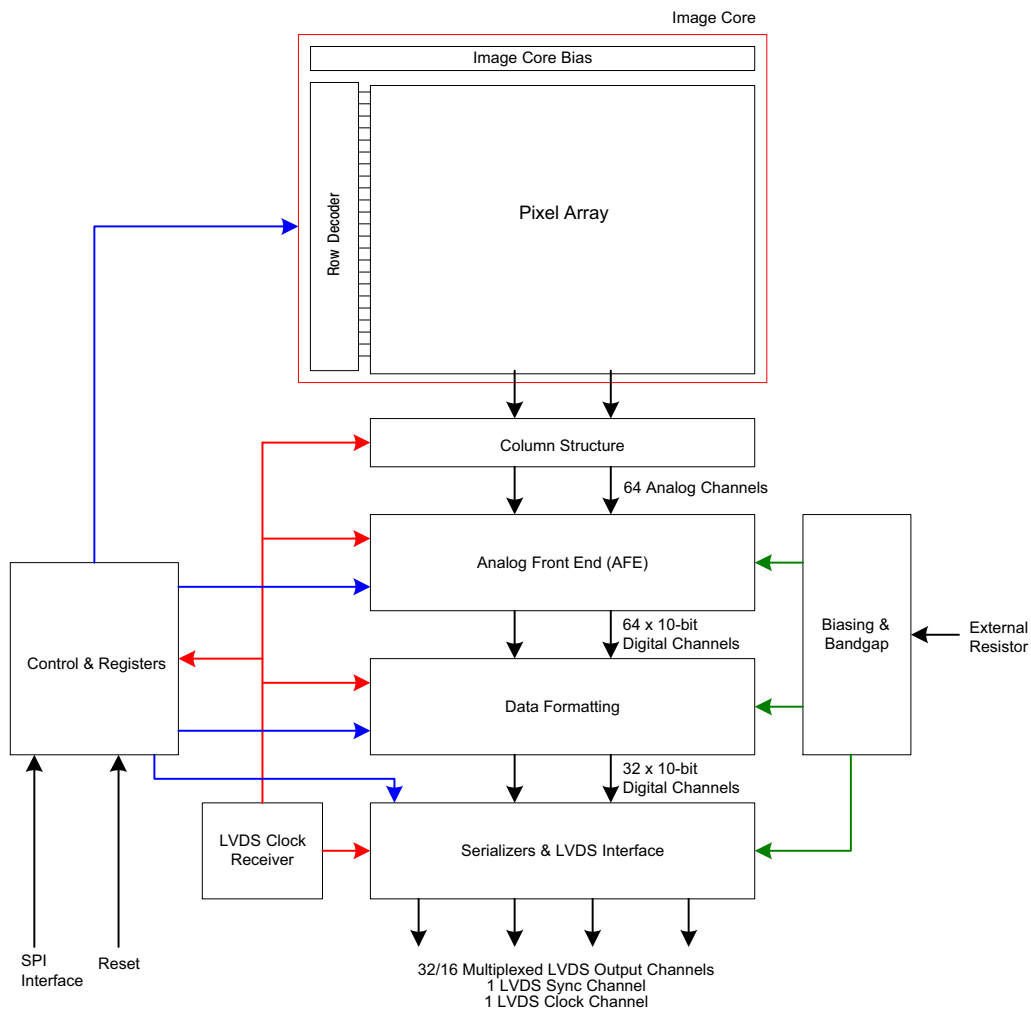 Image Core
Image Core Bias
Row Decoder
Pixel Array
Column Structure
64 Analog Channels
Analog Front End (AFE)
64 x 10-bit
Digital Channels
Biasing &
Bandgap
External
Resistor
Control & Registers
Data Formatting
32 x 10-bit
Digital Channels
LVDS Clock
Receiver
Serializers & LVDS Interface
SPI
Interface
Reset
32/16 Multiplexed LVDS Output Channels
1 LVDS Sync Channel
1 LVDS Clock Channel